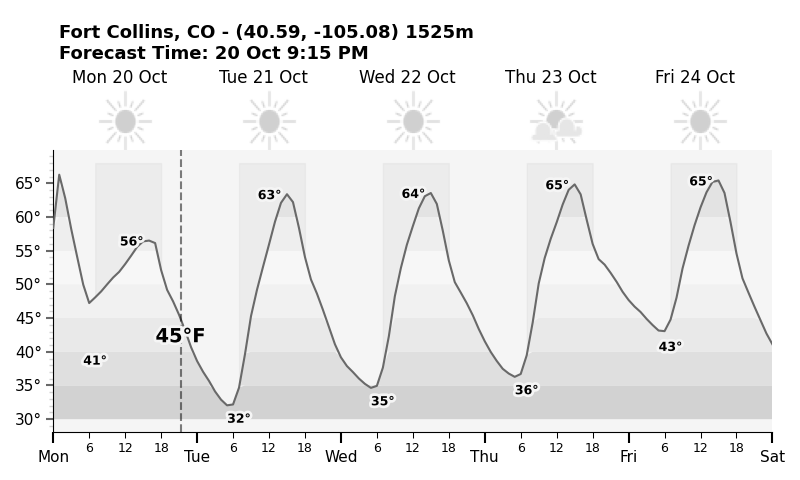 Fort Collins, CO - (40.59, -105.08) 1525m
Forecast Time: 20 Oct 9:15 PM
Mon 20 Oct Tue 21 Oct Wed 22 Oct Thu 23 Oct Fri 24 Oct
65°
60°
55°
50°
45°
40°
35°
30°
56° 63° 64° 65° 65°
45°F
41° 32° 35° 36° 43°
6 12 18 6 12 18 6 12 18 6 12 18 6 12 18
Mon Tue Wed Thu Fri Sat